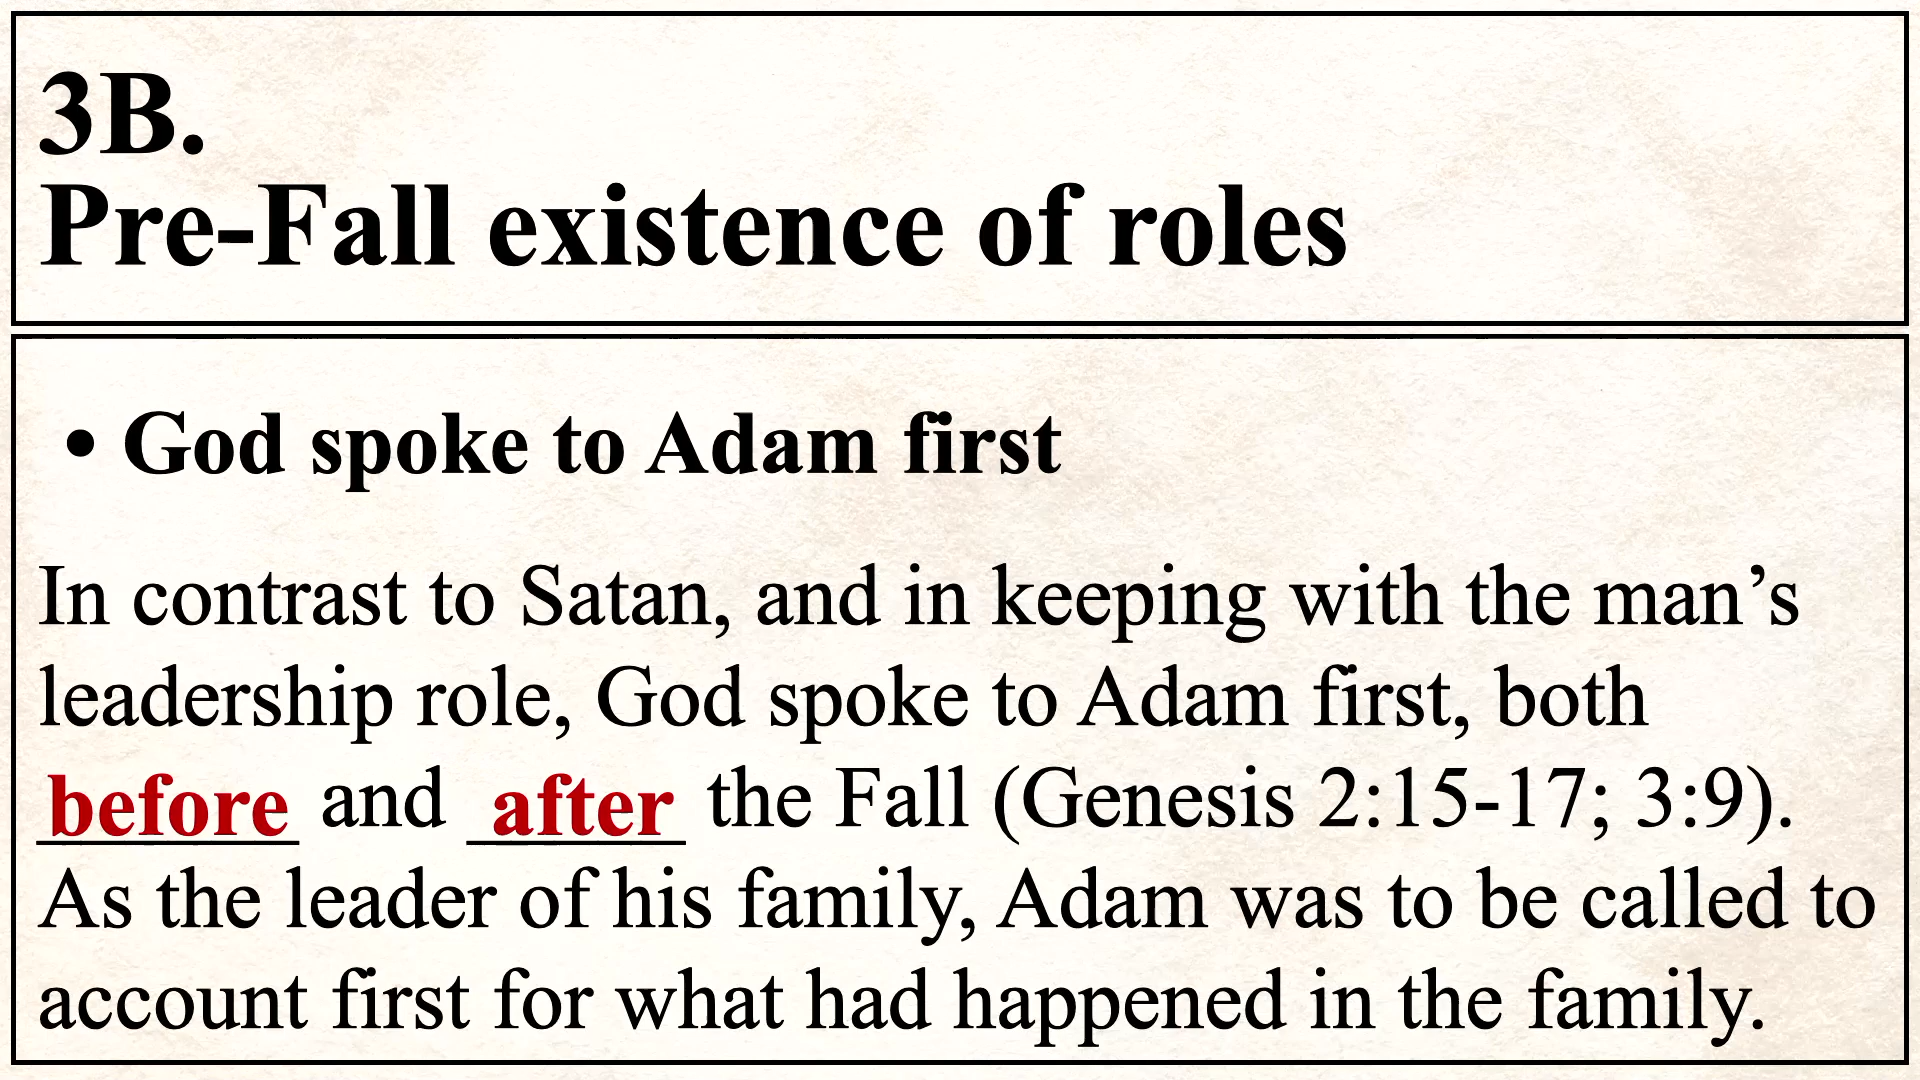 3B.
Pre-Fall existence of roles
• God spoke to Adam first
In contrast to Satan, and in keeping with the man’s
leadership role, God spoke to Adam first, both
before and after the Fall (Genesis 2:15-17; 3:9).
As the leader of his family, Adam was to be called to
account first for what had happened in the family.